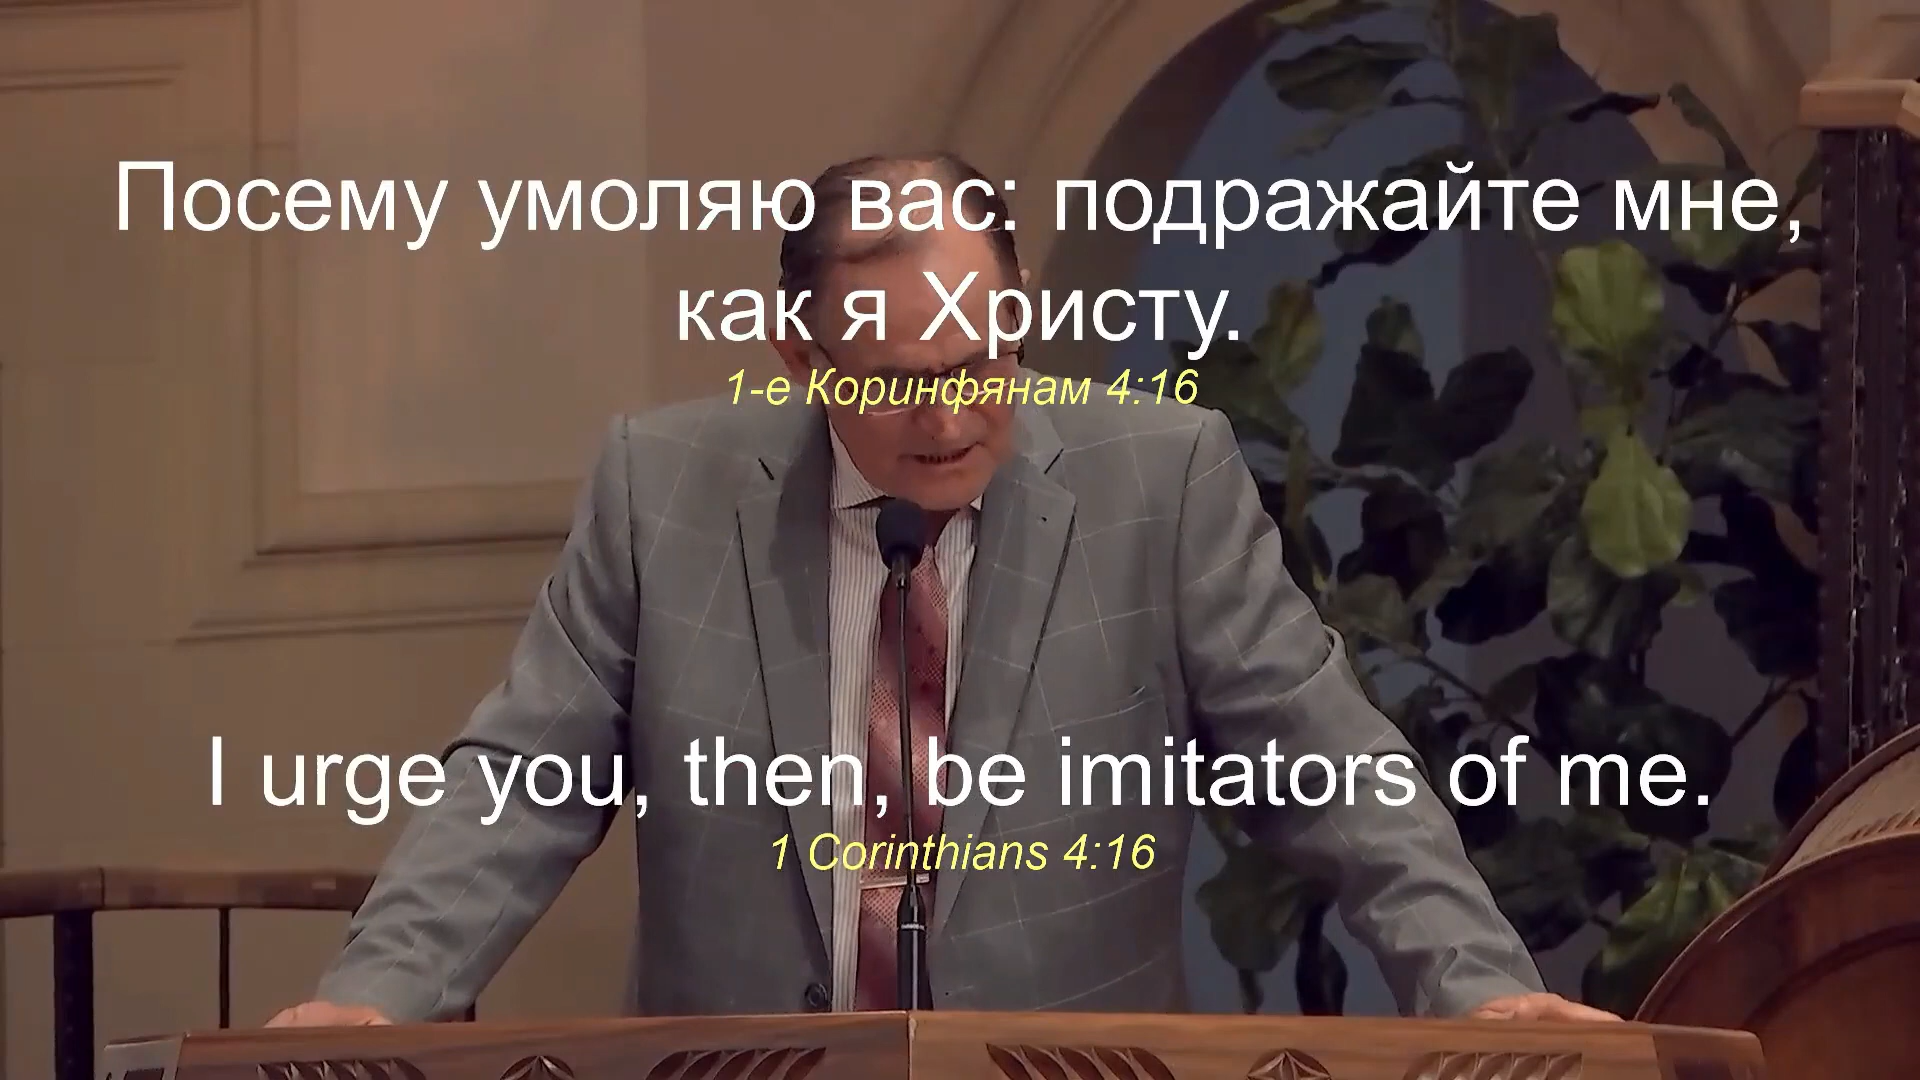 Посему умоляю вас: подражайте мне,
как я Христу.
1-е Коринфянам 4:16
I urge you, then, be imitators of me.
1 Corinthians 4:16